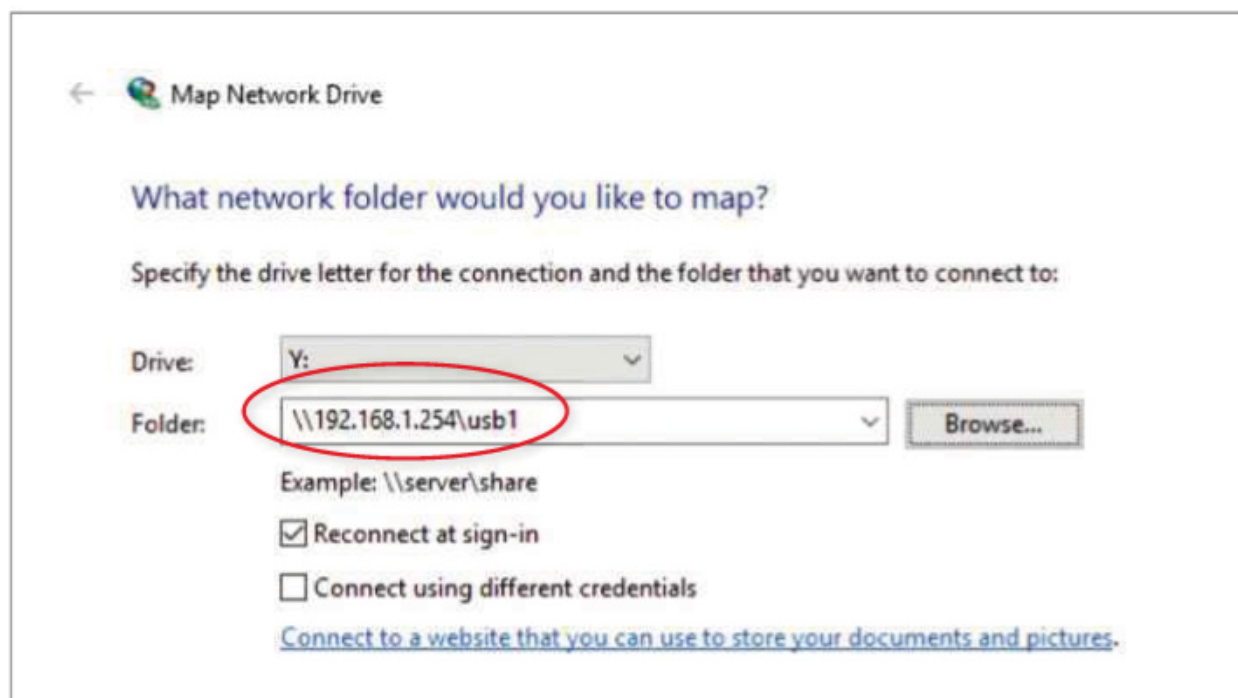 Map Network Drive
What network folder would you like to map?
Specify the drive letter for the connection and the folder that you want to connect to:
Drive: Y:
Folder: \\192.168.1.254\usb1 Browse...
Example: \\server\share
Reconnect at sign-in
Connect using different credentials
Connect to a website that you can use to store your documents and pictures.